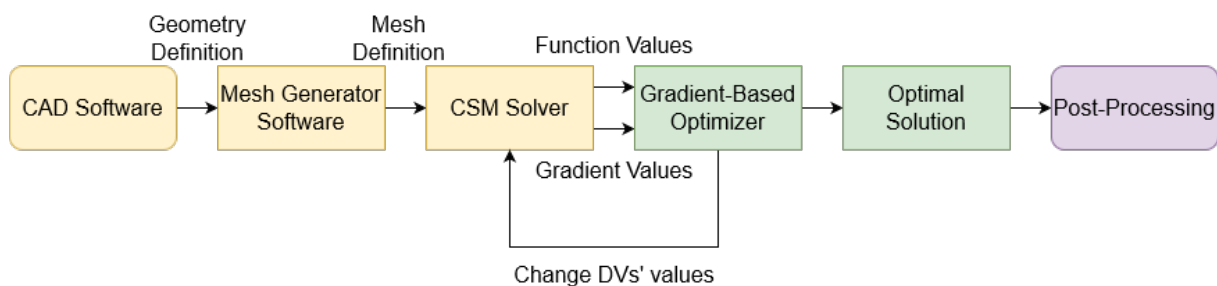 Geometry
Definition
Mesh
Definition
Function Values
CAD Software
Mesh Generator
Software
CSM Solver
Gradient-Based
Optimizer
Optimal
Solution
Post-Processing
Gradient Values
Change DVs' values